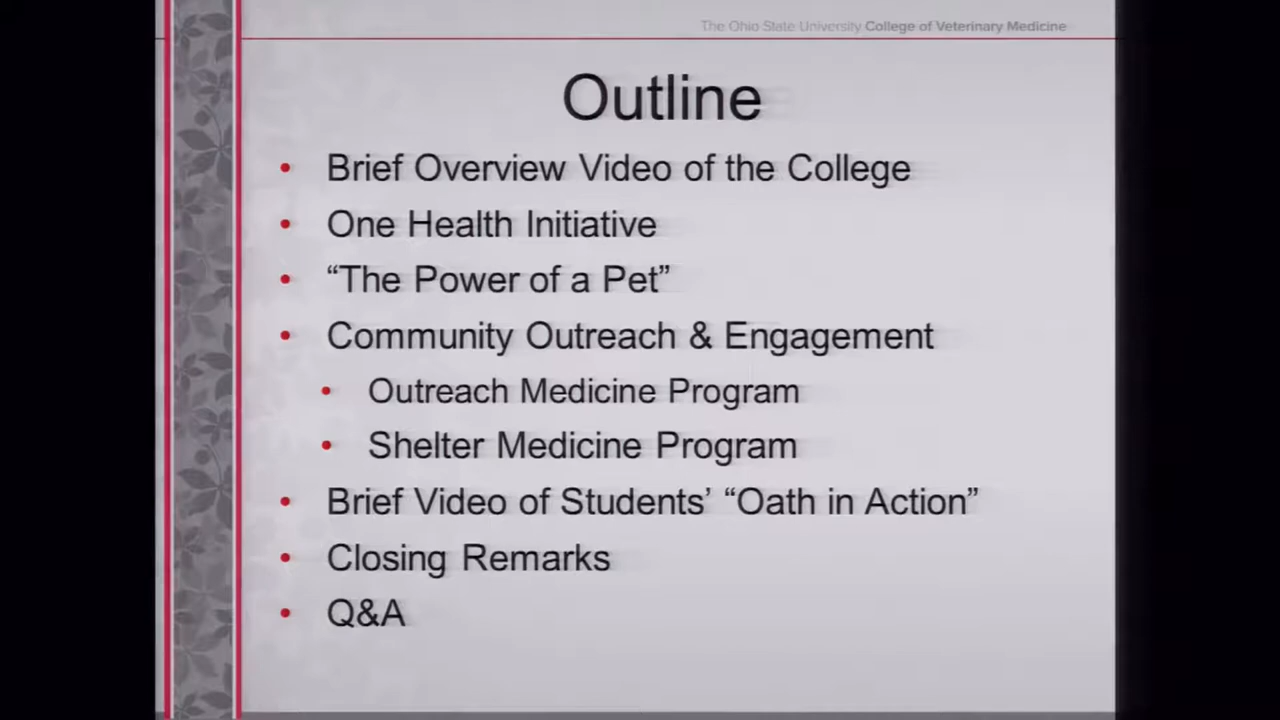 The Ohio State University College of Veterinary Medicine
Outline
• Brief Overview Video of the College
• One Health Initiative
• “The Power of a Pet”
• Community Outreach & Engagement
• Outreach Medicine Program
• Shelter Medicine Program
• Brief Video of Students’ “Oath in Action”
• Closing Remarks
• Q&A